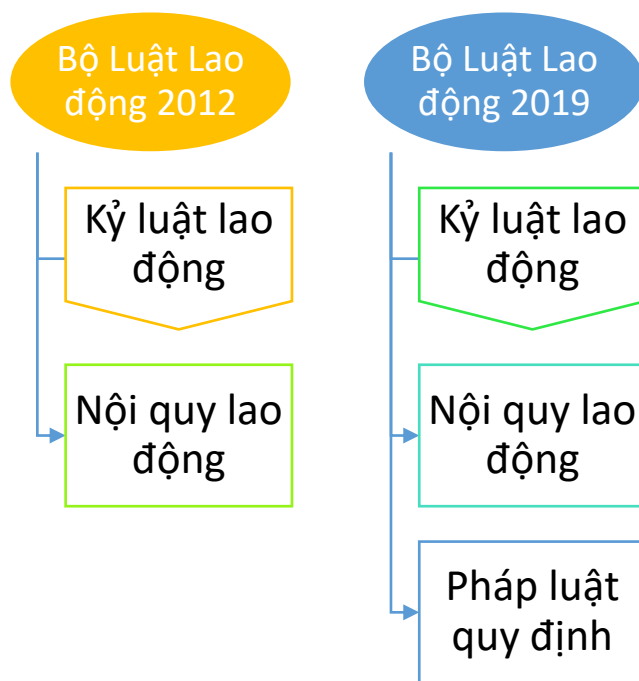 Bộ Luật Lao
động 2012
Kỷ luật lao
động
Nội quy lao
động
Bộ Luật Lao
động 2019
Kỷ luật lao
động
Nội quy lao
động
Pháp luật
quy định